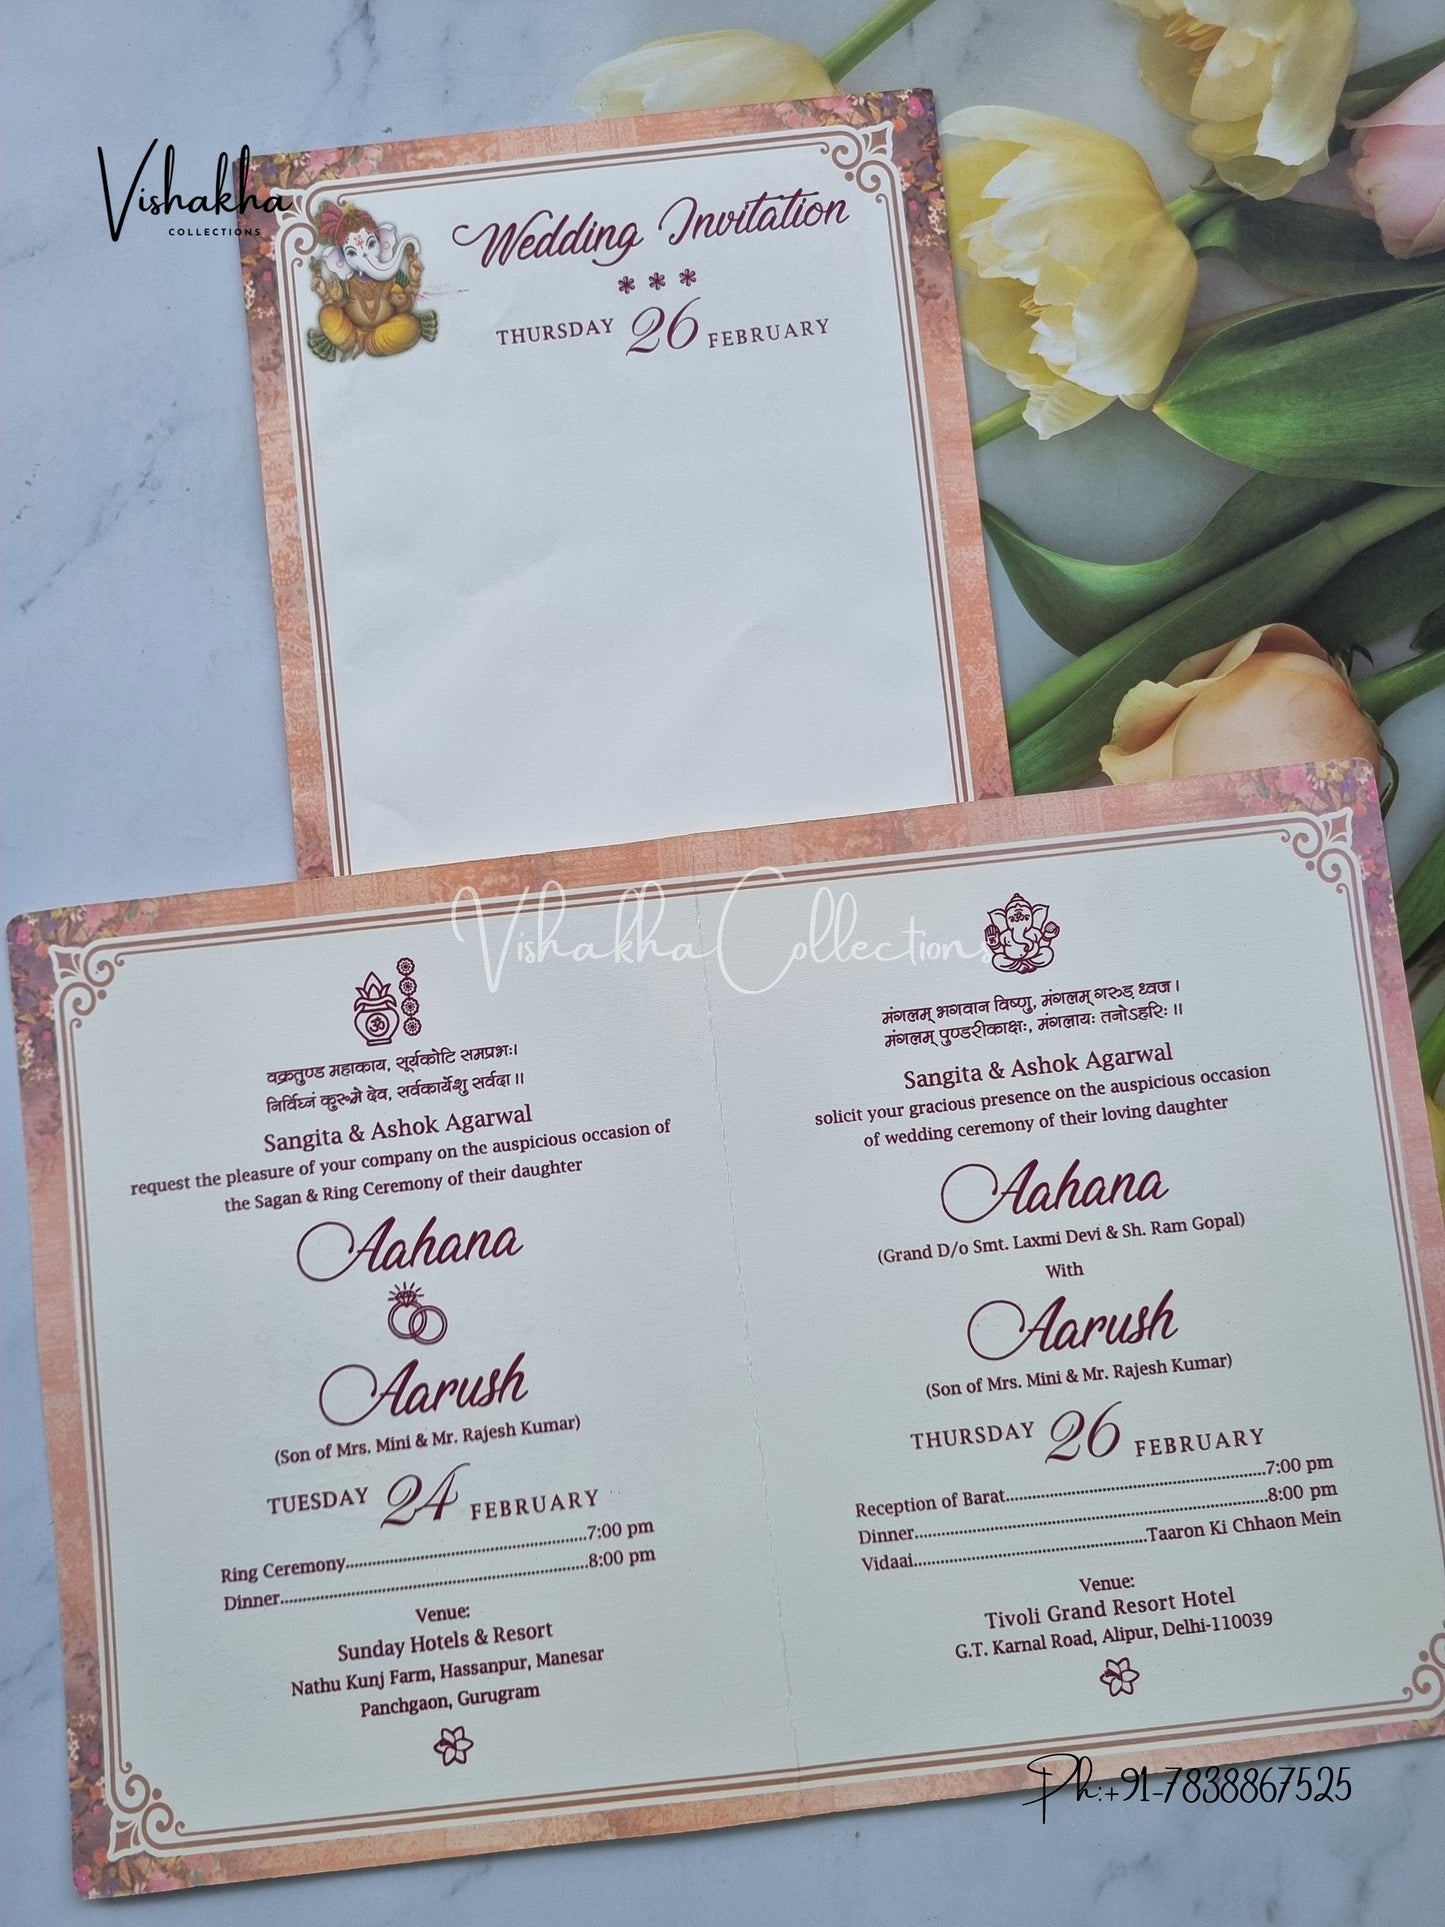 Vishakha
COLLECTIONS
Wedding Invitation
THURSDAY 26 FEBRUARY
Vishakha Collections
वक्रतुण्ड महाकाय, सूर्यकोटि समप्रभः।
निर्विघ्नं कुरूमे देव, सर्वकार्येशु सर्वदा॥
Sangita & Ashok Agarwal
request the pleasure of your company on the auspicious occasion of
the Sagan & Ring Ceremony of their daughter
Aahana
Aarush
(Son of Mrs. Mini & Mr. Rajesh Kumar)
TUESDAY 24 FEBRUARY
Ring Ceremony.....................................................7:00 pm
Dinner....................................................................8:00 pm
Venue:
Sunday Hotels & Resort
Nathu Kunj Farm, Hassanpur, Manesar
Panchgaon, Gurugram
मंगलम् भगवान विष्णु, मंगलम् गरुड़ ध्वज।
मंगलम् पुण्डरीकाक्षः, मंगलायः तनोऽहरिः॥
Sangita & Ashok Agarwal
solicit your gracious presence on the auspicious occasion
of wedding ceremony of their loving daughter
Aahana
(Grand D/o Smt. Laxmi Devi & Sh. Ram Gopal)
With
Aarush
(Son of Mrs. Mini & Mr. Rajesh Kumar)
THURSDAY 26 FEBRUARY
Reception of Barat..........................................................7:00 pm
Dinner...............................................................................8:00 pm
Vidaai....................................................Taaron Ki Chhaon Mein
Venue:
Tivoli Grand Resort Hotel
G.T. Karnal Road, Alipur, Delhi-110039
Ph:+91-7838867525